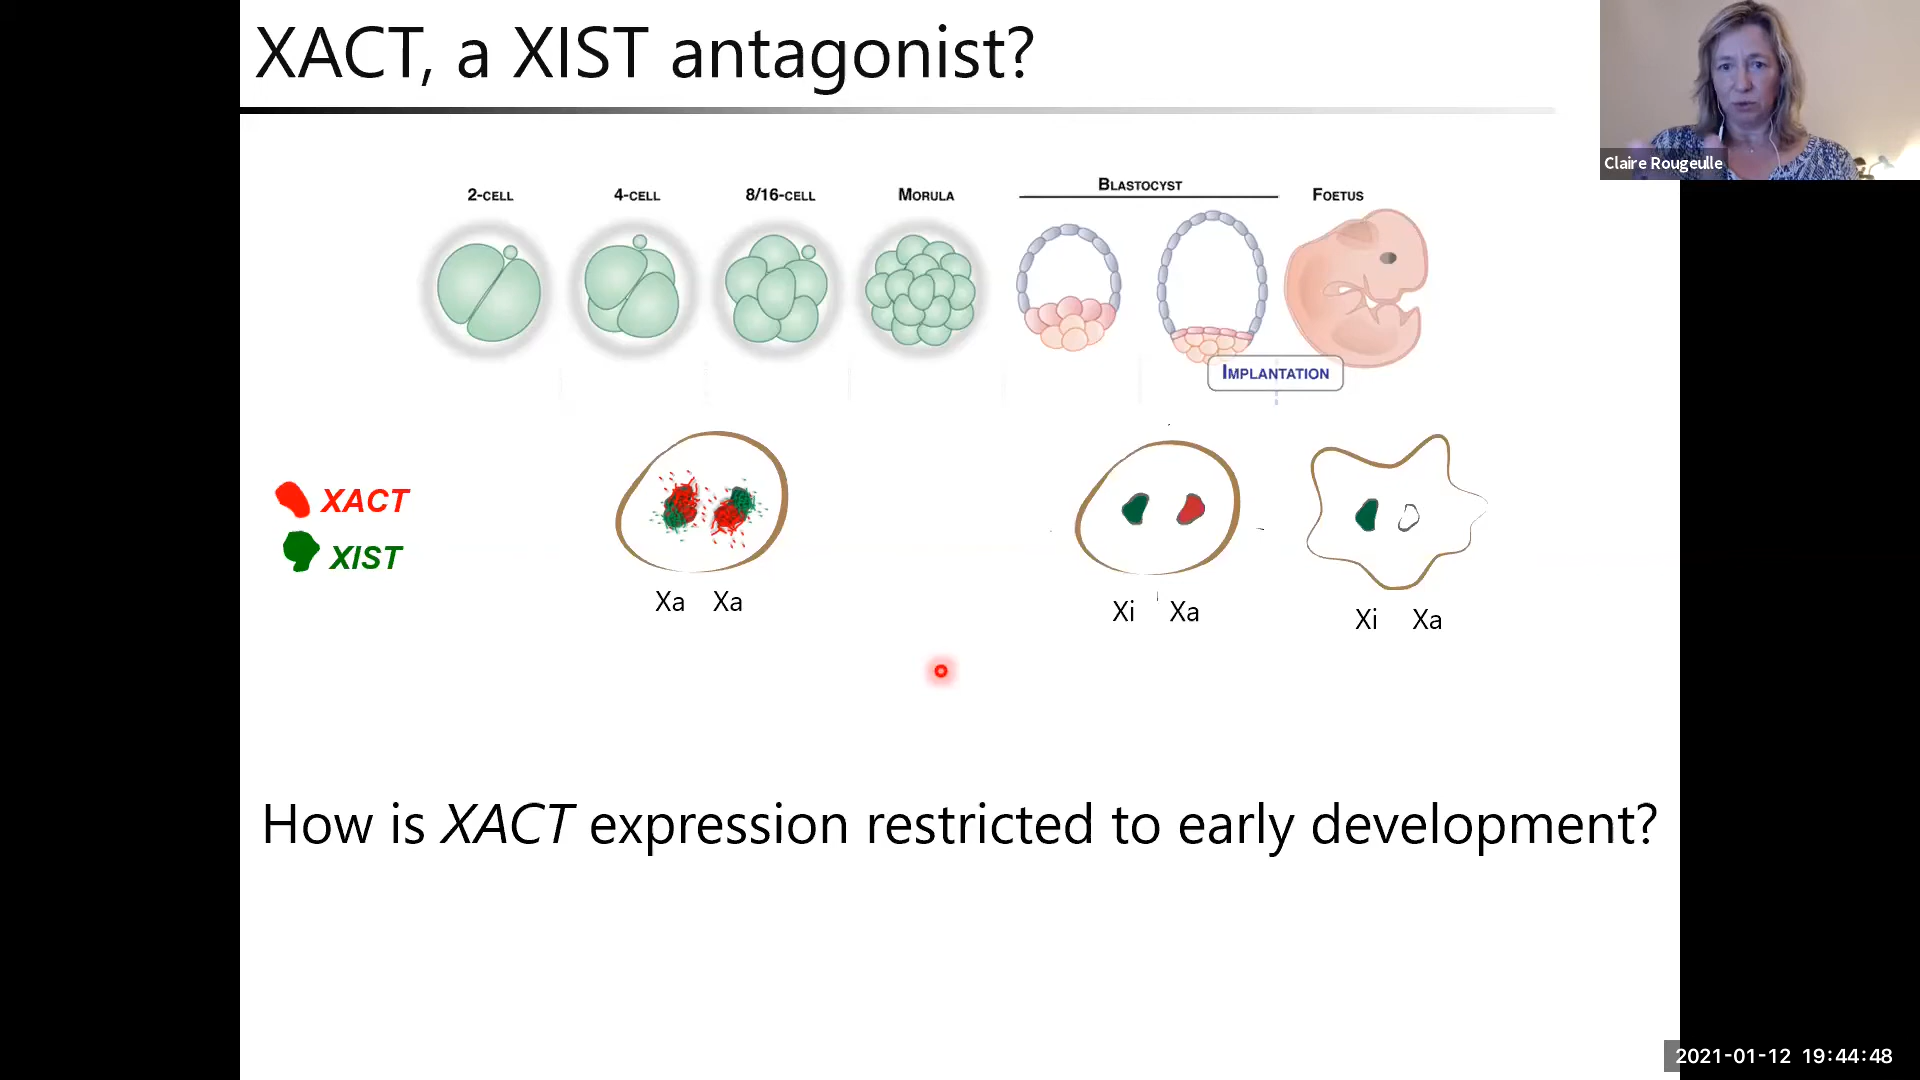 XACT, a XIST antagonist?
Claire Rougeulle
2-CELL
4-CELL
8/16-CELL
MORULA
BLASTOCYST
FOETUS
IMPLANTATION
XACT
XIST
Xa Xa
Xi Xa
Xi Xa
How is XACT expression restricted to early development?
2021-01-12 19:44:48